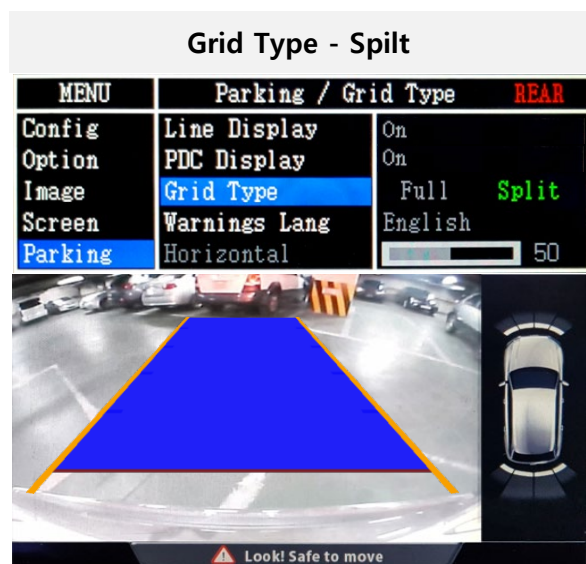 Grid Type - Spilt
MENU Parking / Grid Type REAR
Config Line Display On
Option PDC Display On
Image Grid Type Full Split
Screen Warnings Lang English
Parking Horizontal 50
Look! Safe to move